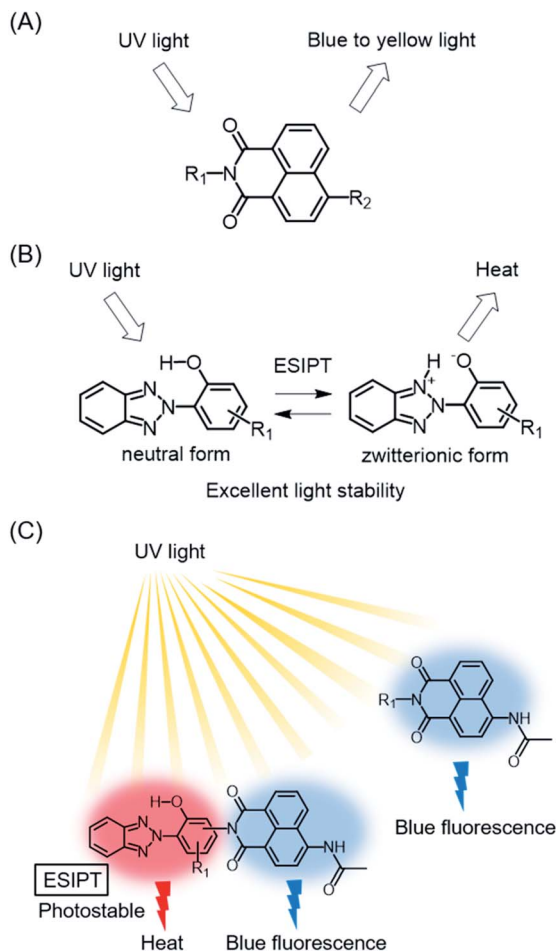 (A)
UV light Blue to yellow light
O
R1 N
O R2
(B)
UV light Heat
H O ESIPT H ⁻O
N N N⁺
N N
N R1 N R1
neutral form zwitterionic form
Excellent light stability
(C)
UV light
O
R1 N
O NH
O
Blue fluorescence
H O O
N N N
N R1 O NH
O
ESIPT
Photostable
Heat Blue fluorescence